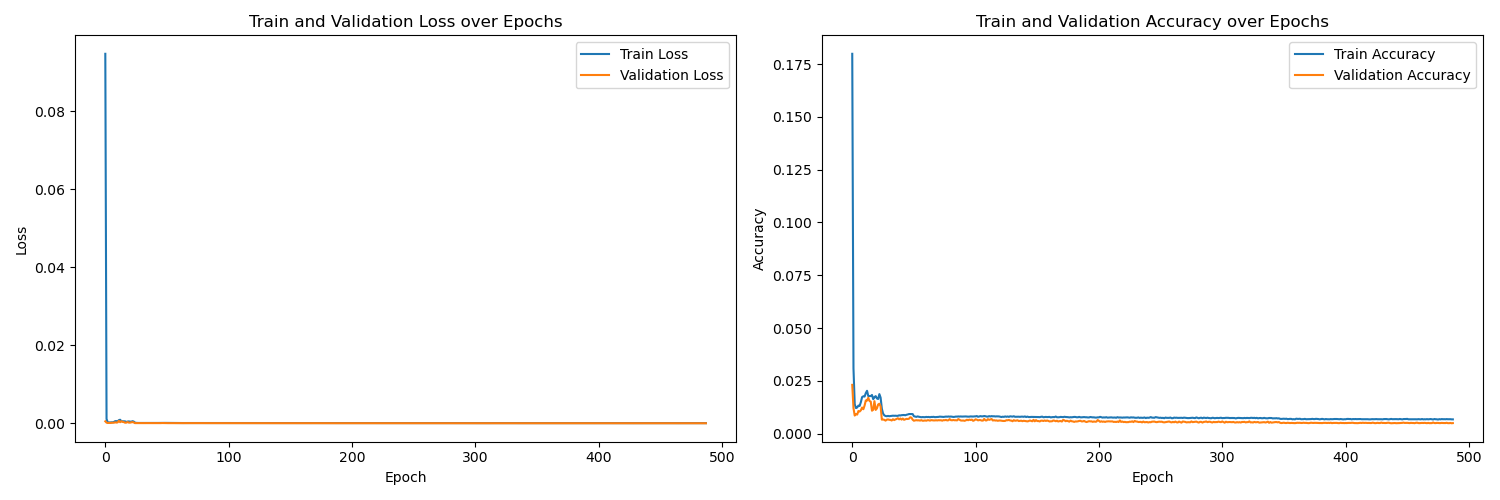 Train and Validation Loss over Epochs
Train Loss
Validation Loss
0.08
0.06
0.04
0.02
0.00
Loss
0
100
200
300
400
500
Epoch
Train and Validation Accuracy over Epochs
Train Accuracy
Validation Accuracy
0.175
0.150
0.125
0.100
0.075
0.050
0.025
0.000
Accuracy
0
100
200
300
400
500
Epoch